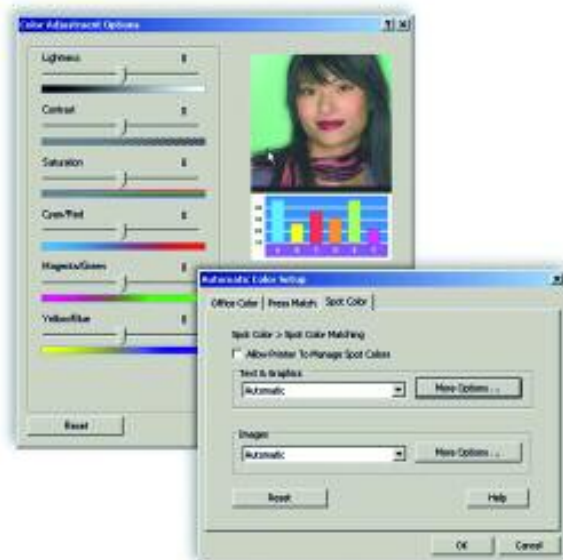 Color Adjustment Options
Lightness 0
Contrast 0
Saturation 0
Cyan/Red 0
Magenta/Green 0
Yellow/Blue 0
Reset
Automatic Color Setup
Office Color Press Match Spot Color
Spot Color > Spot Color Matching
Allow Printer To Manage Spot Colors
Text & Graphics
Automatic More Options ...
Images
Automatic More Options ...
Reset Help
OK Cancel